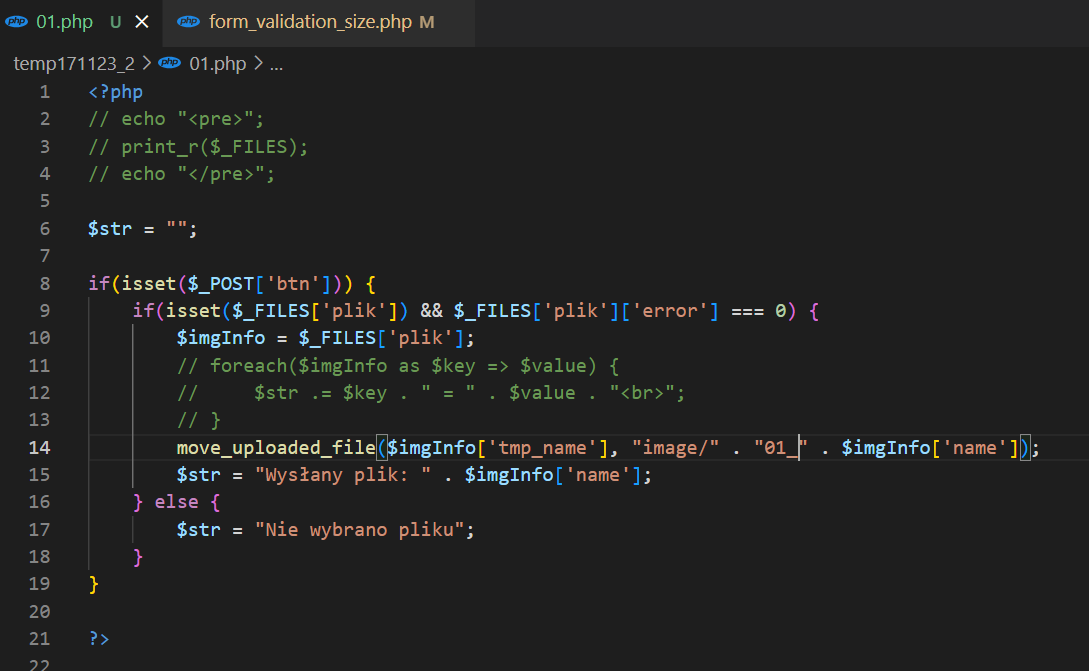 php 01.php U × php form_validation_size.php M
temp171123_2 > php 01.php > ...
1 <?php
2 // echo "<pre>";
3 // print_r($_FILES);
4 // echo "</pre>";
5
6 $str = "";
7
8 if(isset($_POST['btn'])) {
9 if(isset($_FILES['plik']) && $_FILES['plik']['error'] === 0) {
10 $imgInfo = $_FILES['plik'];
11 // foreach($imgInfo as $key => $value) {
12 // $str .= $key . " = " . $value . "<br>";
13 // }
14 move_uploaded_file($imgInfo['tmp_name'], "image/" . "01_" . $imgInfo['name']);
15 $str = "Wysłany plik: " . $imgInfo['name'];
16 } else {
17 $str = "Nie wybrano pliku";
18 }
19 }
20
21 ?>
22